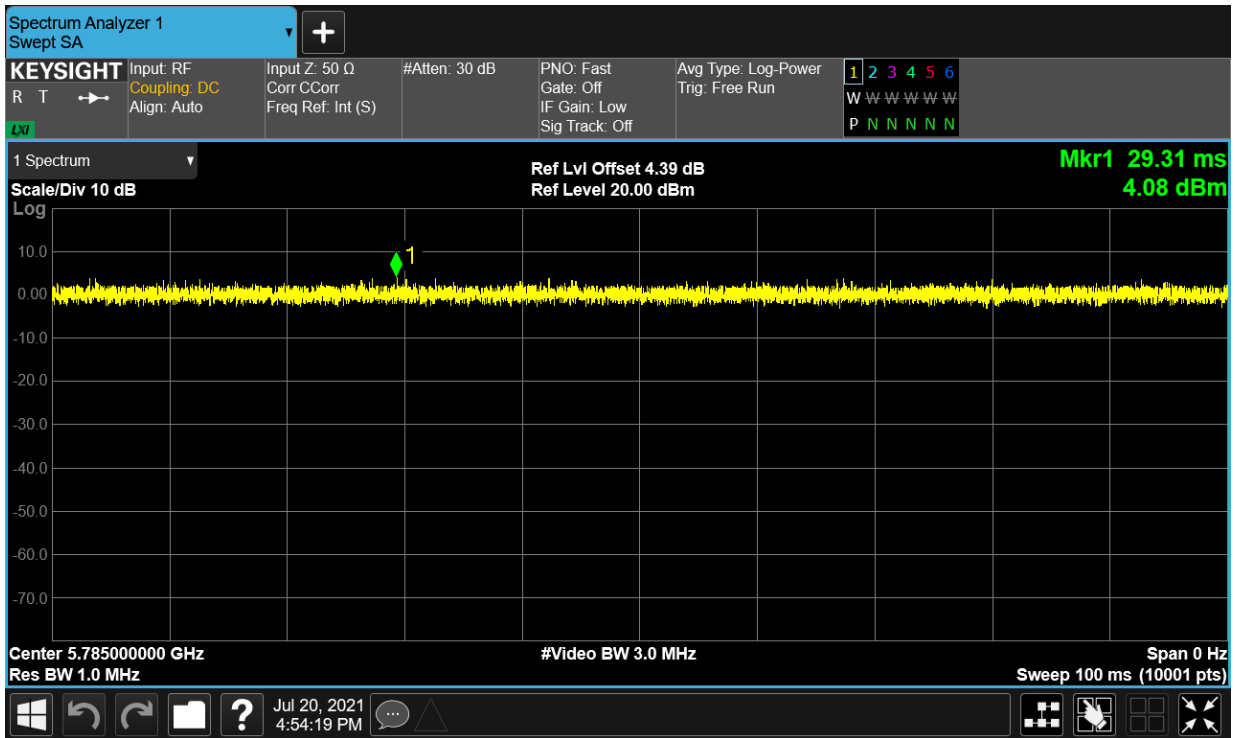 Spectrum Analyzer 1
Swept SA
+
KEYSIGHT
R T
LXI
Input: RF
Coupling: DC
Align: Auto
Input Z: 50 Ω
Corr CCorr
Freq Ref: Int (S)
#Atten: 30 dB
PNO: Fast
Gate: Off
IF Gain: Low
Sig Track: Off
Avg Type: Log-Power
Trig: Free Run
1 2 3 4 5 6
W W W W W W
P N N N N N
1 Spectrum
Scale/Div 10 dB
Log
Ref Lvl Offset 4.39 dB
Ref Level 20.00 dBm
Mkr1 29.31 ms
4.08 dBm
1
10.0
0.00
-10.0
-20.0
-30.0
-40.0
-50.0
-60.0
-70.0
Center 5.785000000 GHz
Res BW 1.0 MHz
#Video BW 3.0 MHz
Span 0 Hz
Sweep 100 ms (10001 pts)
?
Jul 20, 2021
4:54:19 PM